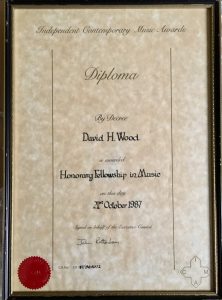 Independent Contemporary Music Awards
Diploma
By Decree
David H. Wood
is awarded
Honoring Fellowship in Music
on this day
21st October 1987
Signed on behalf of the Executive Council